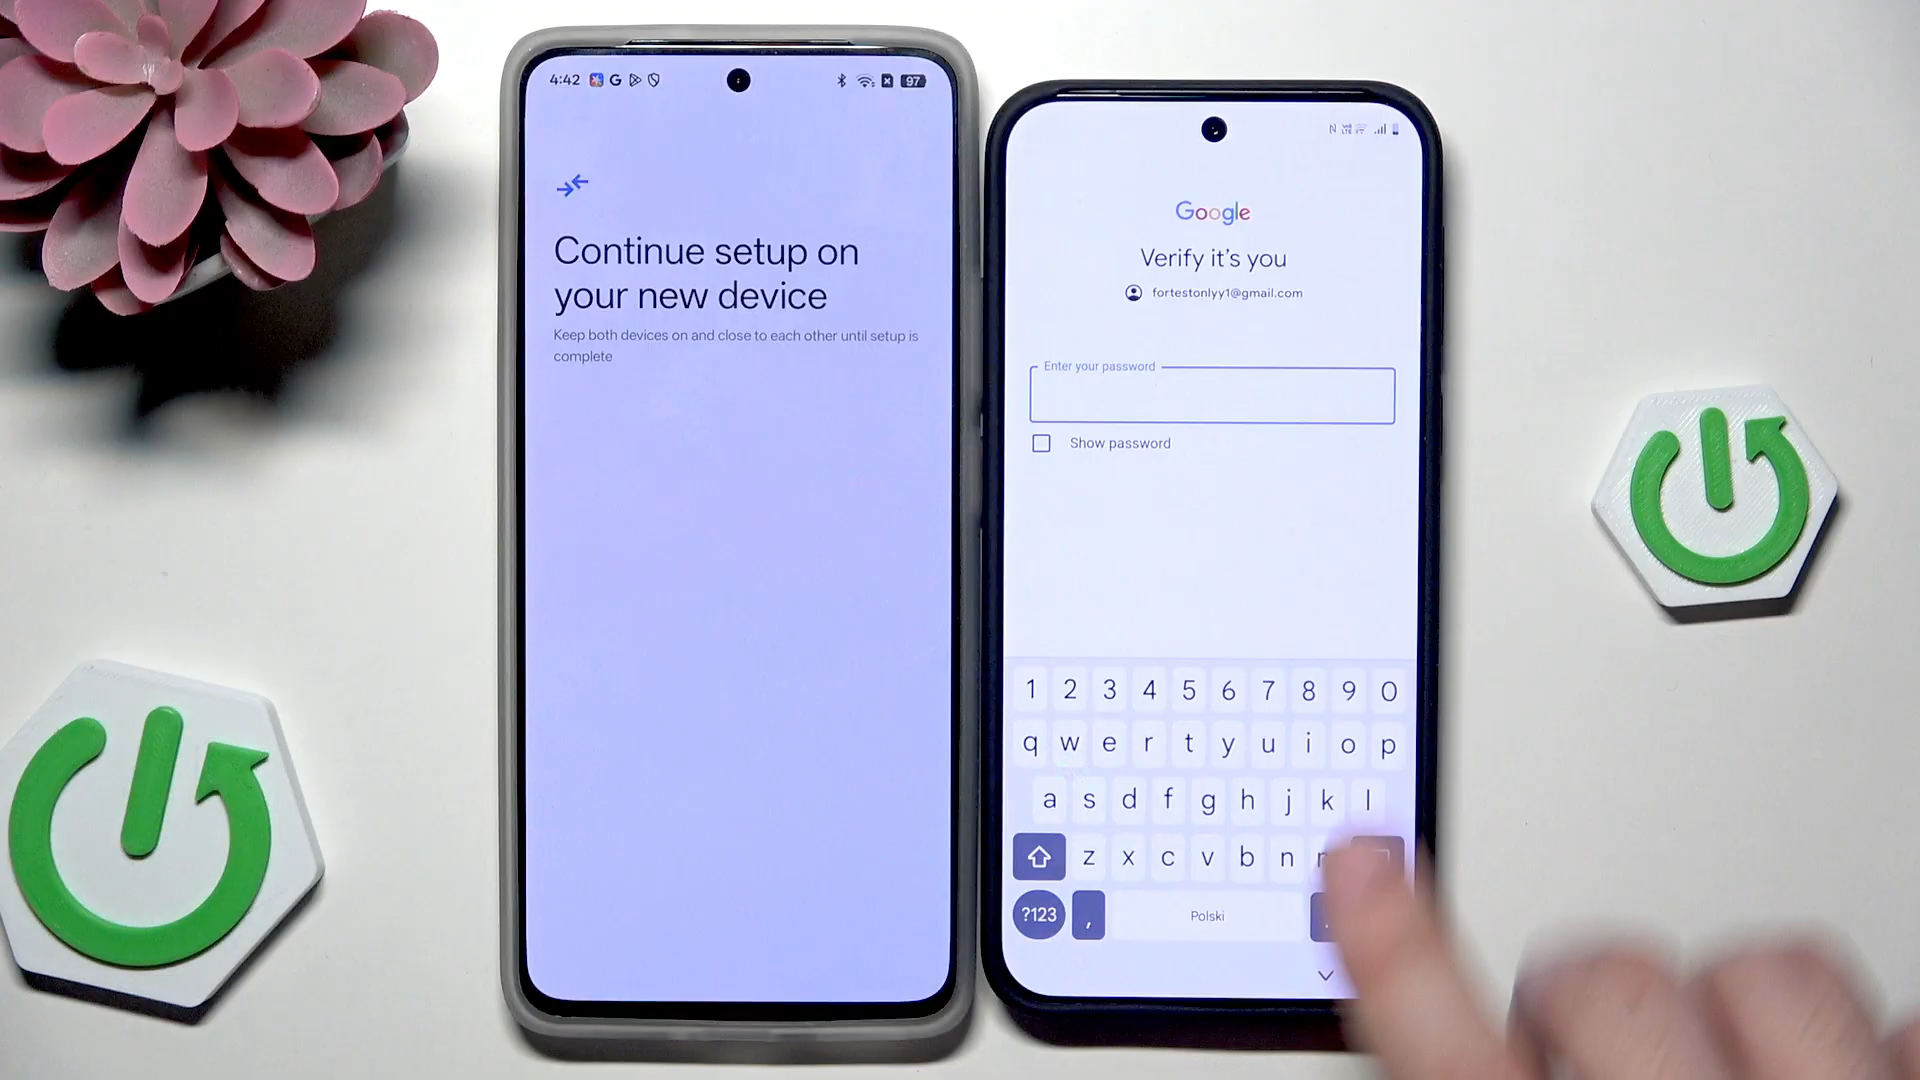 4:42
97
Continue setup on
your new device
Keep both devices on and close to each other until setup is
complete
Google
Verify it's you
fortestonlyy1@gmail.com
Enter your password
Show password
1 2 3 4 5 6 7 8 9 0
q w e r t y u i o p
a s d f g h j k l
z x c v b n
?123 , Polski